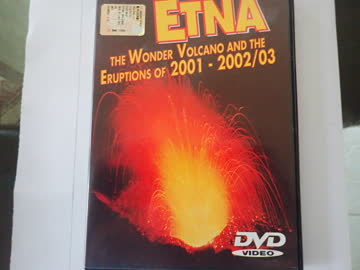 ETNA
THE WONDER VOLCANO AND THE
ERUPTIONS OF 2001 - 2002/03
DVD
VIDEO